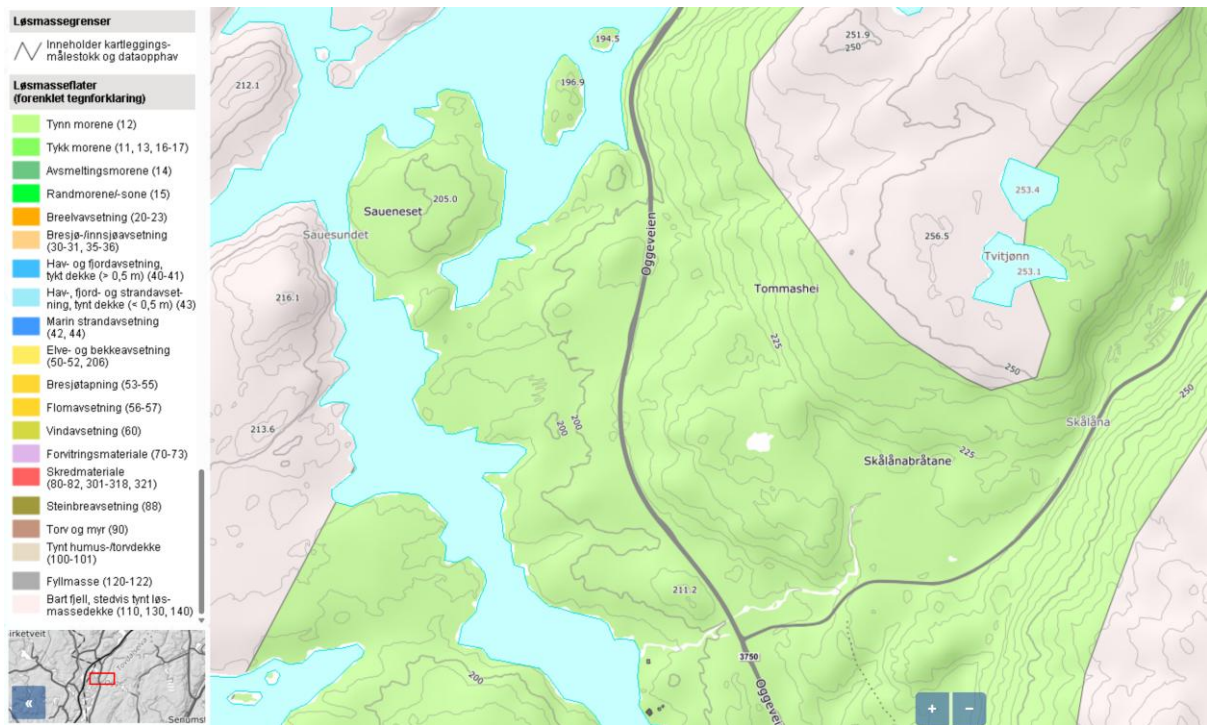 Løsmassegrenser
Inneholder kartleggings-
målestokk og dataopphav
Løsmasseflater
(forenklet tegnforklaring)
Tynn morene (12)
Tykk morene (11, 13, 16-17)
Avsmeltingsmorene (14)
Randmorene/-sone (15)
Breelvavsetning (20-23)
Bresjø-/innsjøavsetning
(30-31, 35-36)
Hav- og fjordavsetning,
tykt dekke (> 0,5 m) (40-41)
Hav-, fjord- og strandavset-
ning, tynt dekke (< 0,5 m) (43)
Marin strandavsetning
(42, 44)
Elve- og bekkeavsetning
(50-52, 206)
Bresjøtapning (53-55)
Flomavsetning (56-57)
Vindavsetning (60)
Forvitringsmateriale (70-73)
Skredmateriale
(80-82, 301-318, 321)
Steinbreavsetning (88)
Torv og myr (90)
Tynt humus-/torvdekke
(100-101)
Fyllmasse (120-122)
Bart fjell, stedvis tynt løs-
massedekke (110, 130, 140)
«
194.5
251.9
250
212.1
196.9
253.4
205.0
Saueneset
Sauesundet
256.5
Tvitjønn
253.1
Oggeveien
Tommashei
216.1
225
250
250
200
213.6
200
Skålåna
225
Skålånabråtane
211.2
3750
200
Oggeveien
+
−